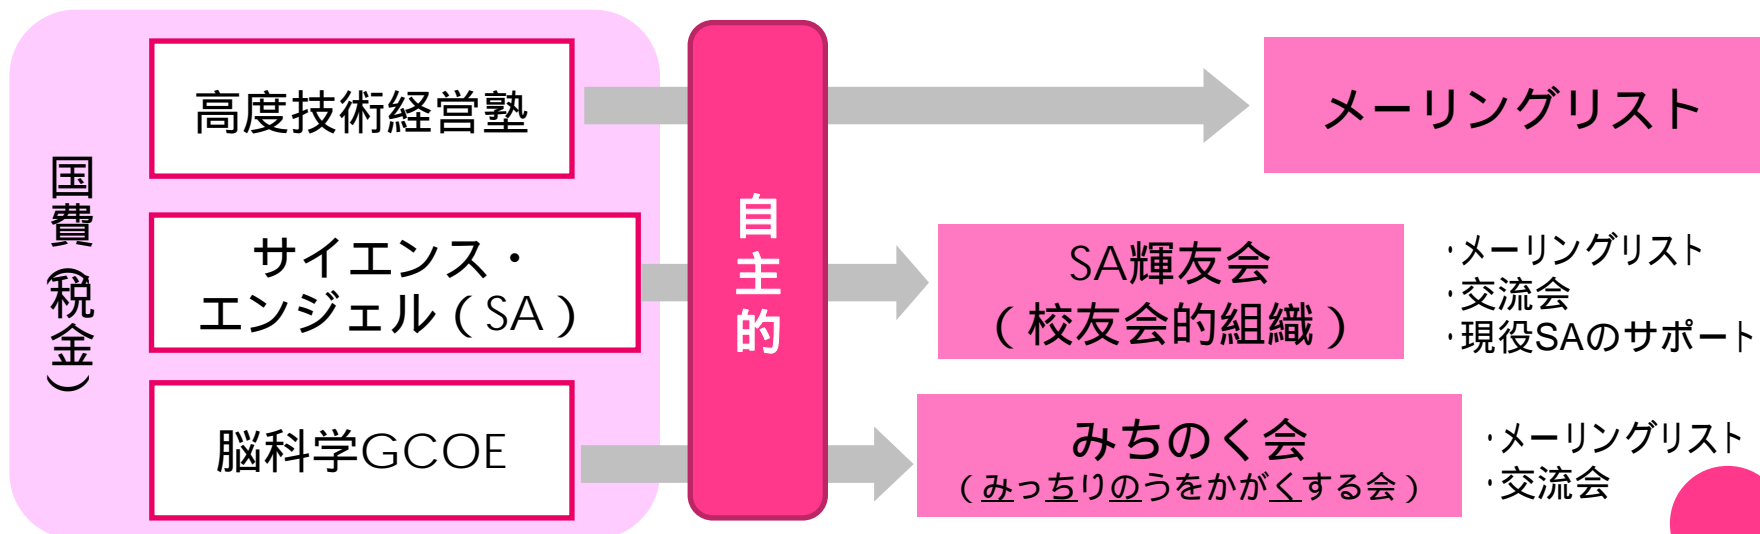 国費(税金)
高度技術経営塾
サイエンス・
エンジェル(SA)
脳科学GCOE
自主的
メーリングリスト
SA輝友会
(校友会的組織)
・メーリングリスト
・交流会
・現役SAのサポート
みちのく会
(みっちりのうをかがくする会)
・メーリングリスト
・交流会